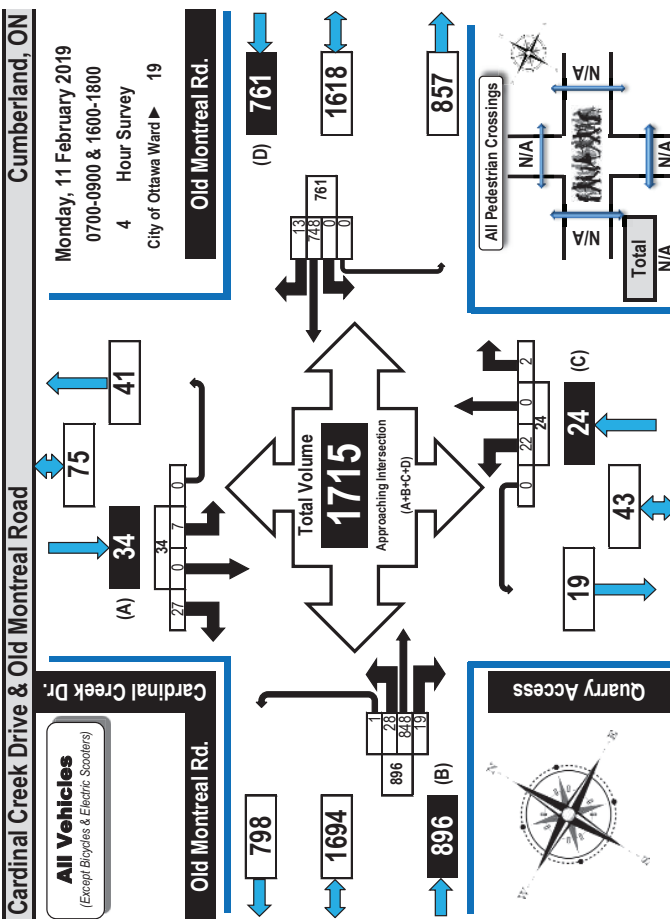 Cardinal Creek Drive & Old Montreal Road
Cumberland, ON
All Vehicles
(Except Bicycles & Electric Scooters)
Cardinal Creek Dr.
Old Montreal Rd.
Monday, 11 February 2019
0700-0900 & 1600-1800
4 Hour Survey
City of Ottawa Ward ► 19
Old Montreal Rd.
75
41
34
(A)
34
27
0
7
0
798
1694
896
(B)
896
1
28
848
19
Total Volume
1715
Approaching Intersection
(A+B+C+D)
13
748
0
0
761
761
(D)
1618
857
0
22
0
2
24
24
(C)
19
43
Quarry Access
All Pedestrian Crossings
N/A
N/A
N/A
N/A
Total
N/A